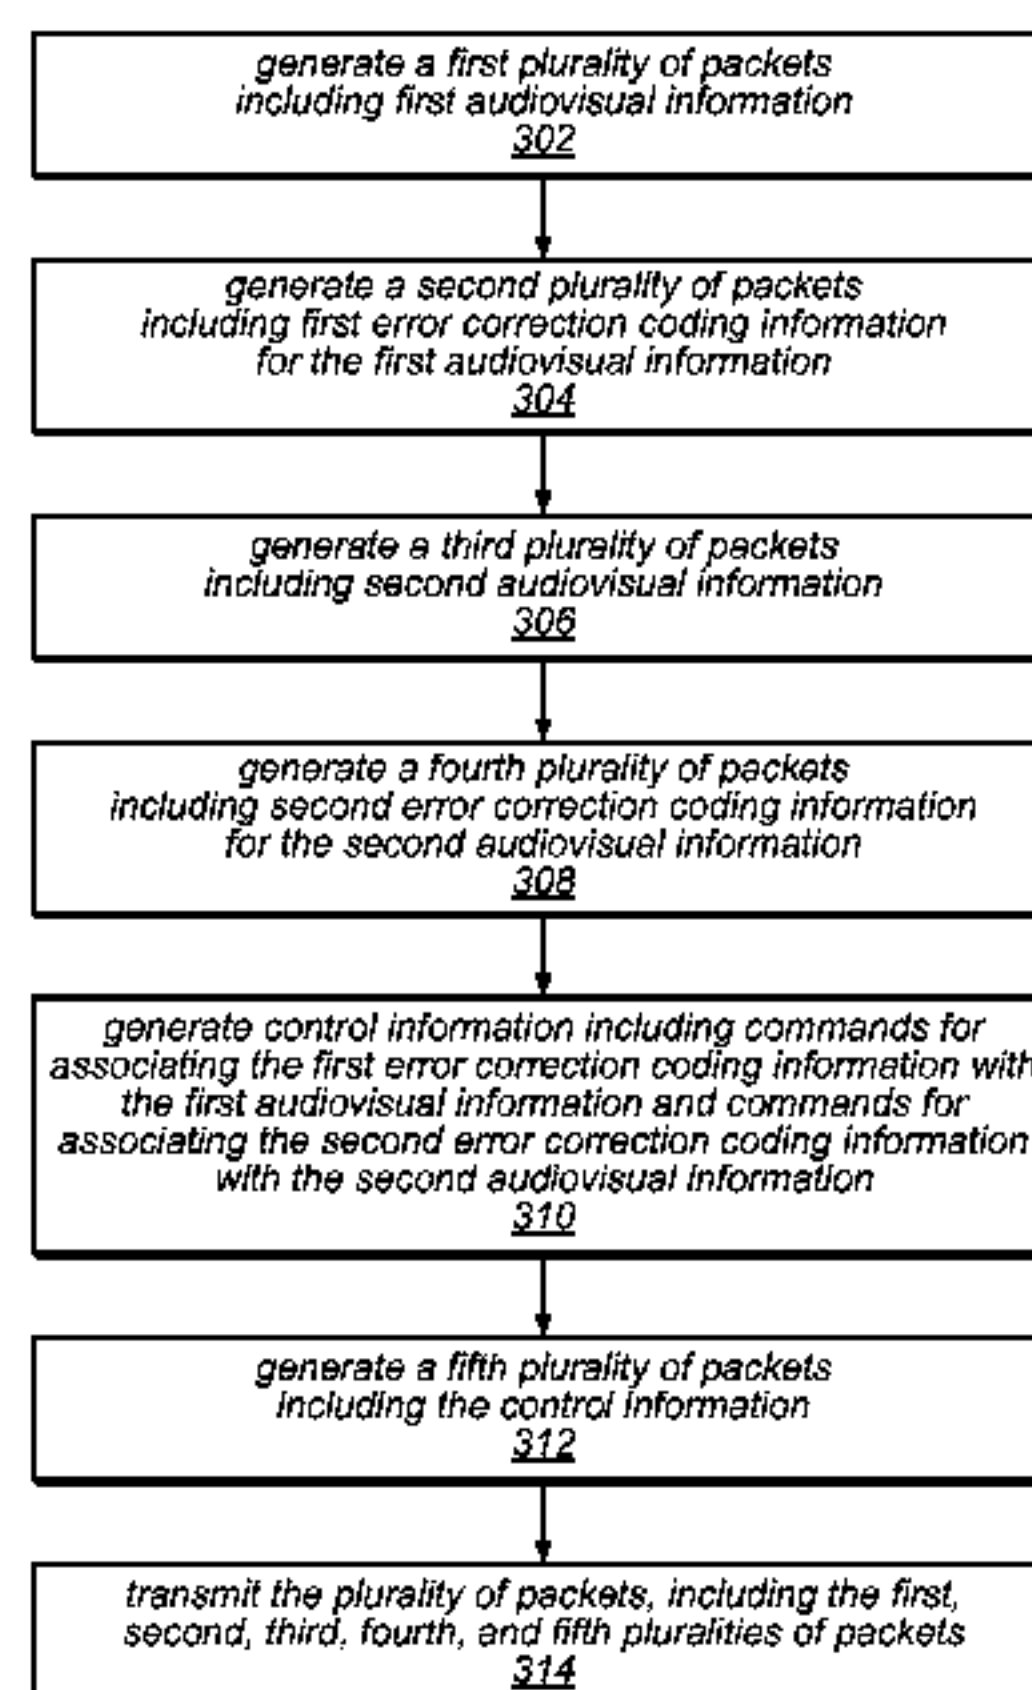 generate a first plurality of packets
including first audiovisual information
302
generate a second plurality of packets
including first error correction coding information
for the first audiovisual information
304
generate a third plurality of packets
including second audiovisual information
306
generate a fourth plurality of packets
including second error correction coding information
for the second audiovisual information
308
generate control information including commands for
associating the first error correction coding information with
the first audiovisual information and commands for
associating the second error correction coding information
with the second audiovisual information
310
generate a fifth plurality of packets
including the control information
312
transmit the plurality of packets, including the first,
second, third, fourth, and fifth pluralities of packets
314